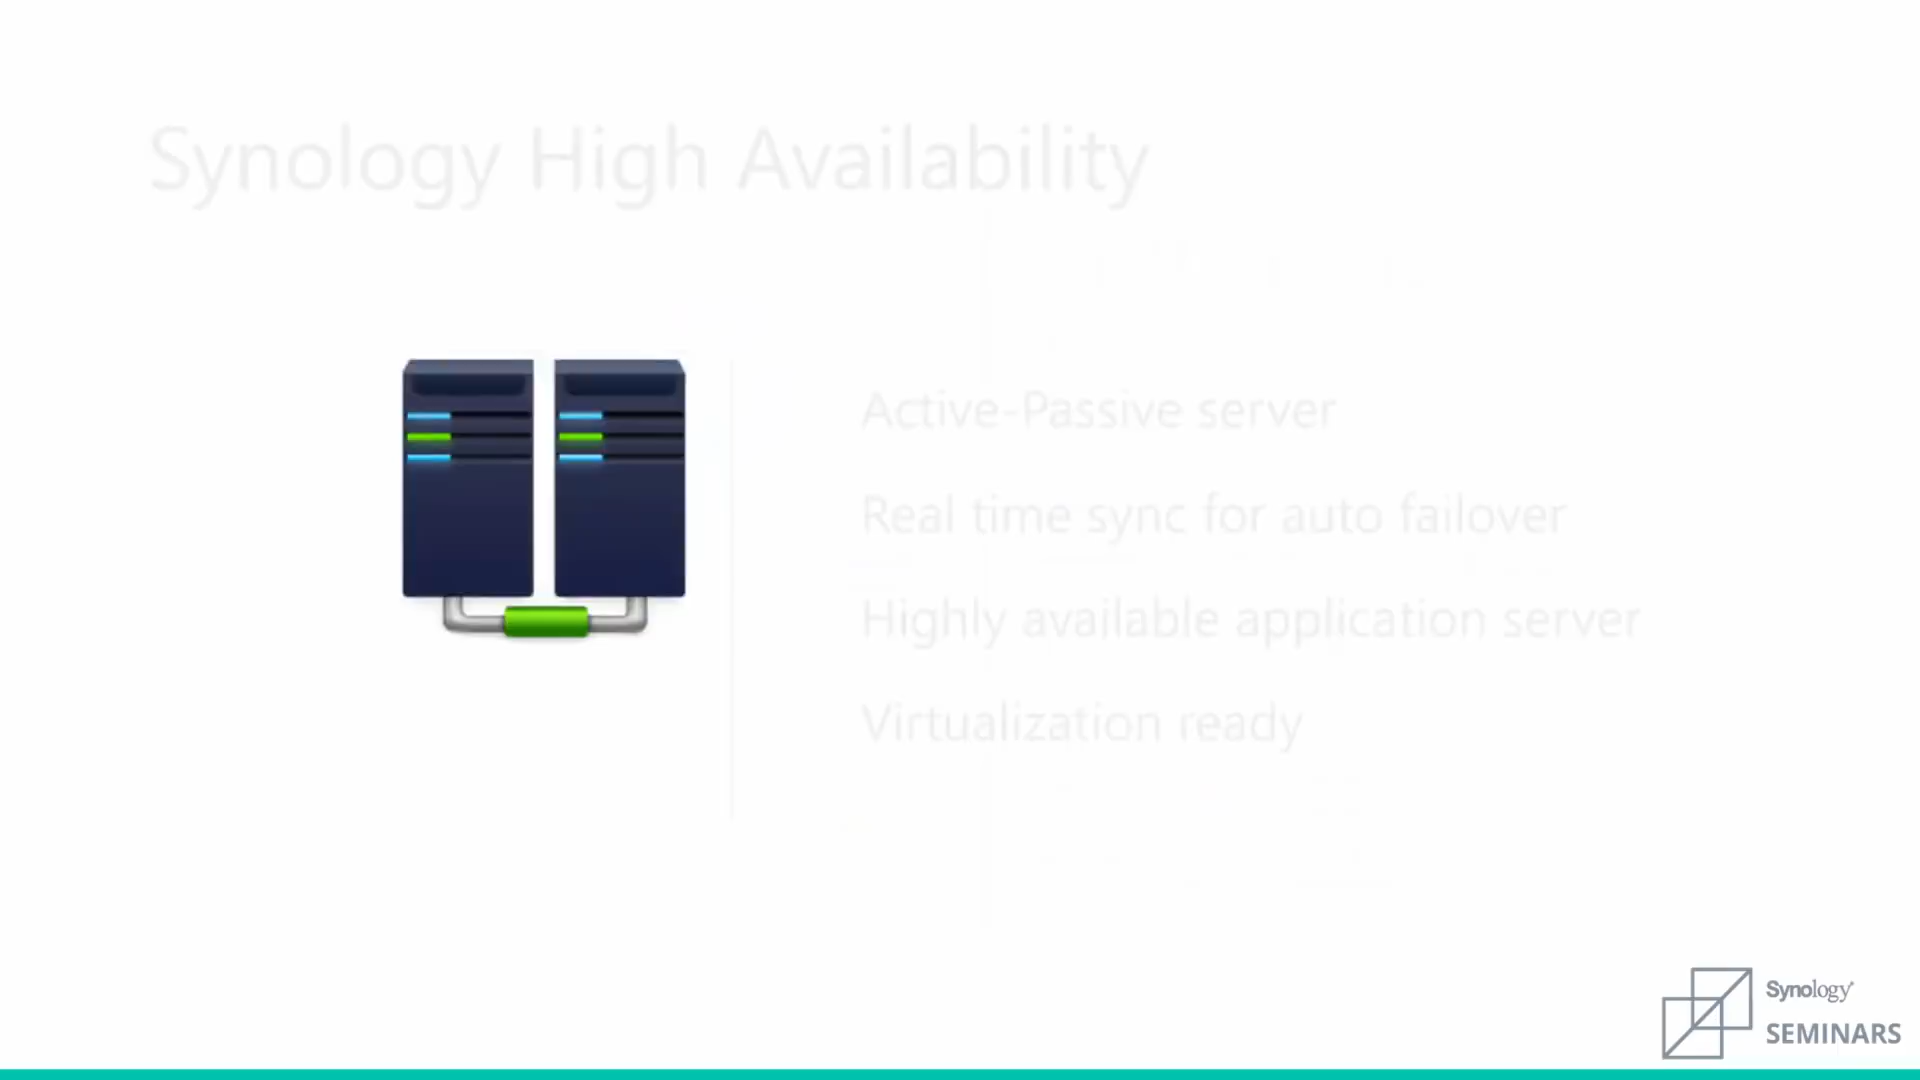 Synology High Availability
Active-Passive server
Real time sync for auto failover
Highly available application server
Virtualization ready
Synology
SEMINARS